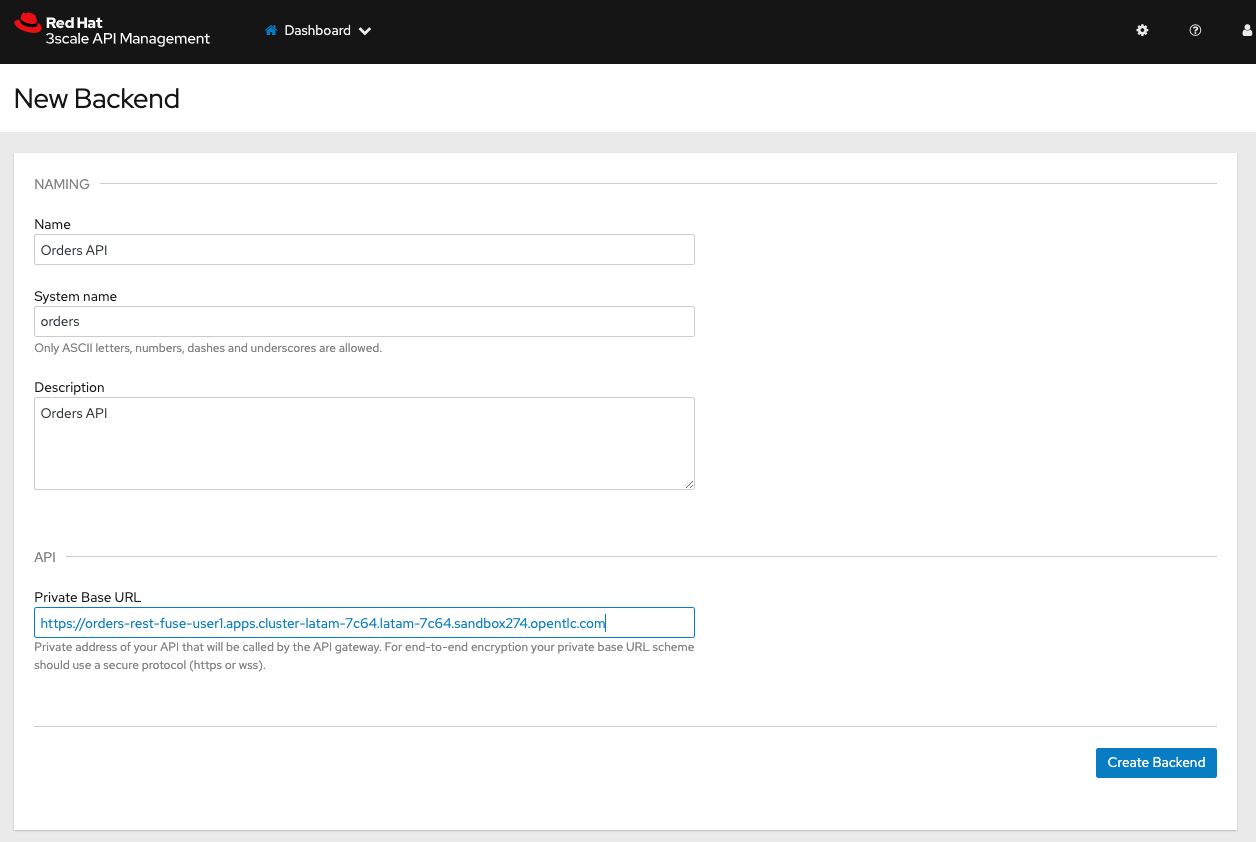 Red Hat
3scale API Management
Dashboard
New Backend
NAMING
Name
Orders API
System name
orders
Only ASCII letters, numbers, dashes and underscores are allowed.
Description
Orders API
API
Private Base URL
https://orders-rest-fuse-user1.apps.cluster-latam-7c64.latam-7c64.sandbox274.opentlc.com
Private address of your API that will be called by the API gateway. For end-to-end encryption your private base URL scheme
should use a secure protocol (https or wss).
Create Backend